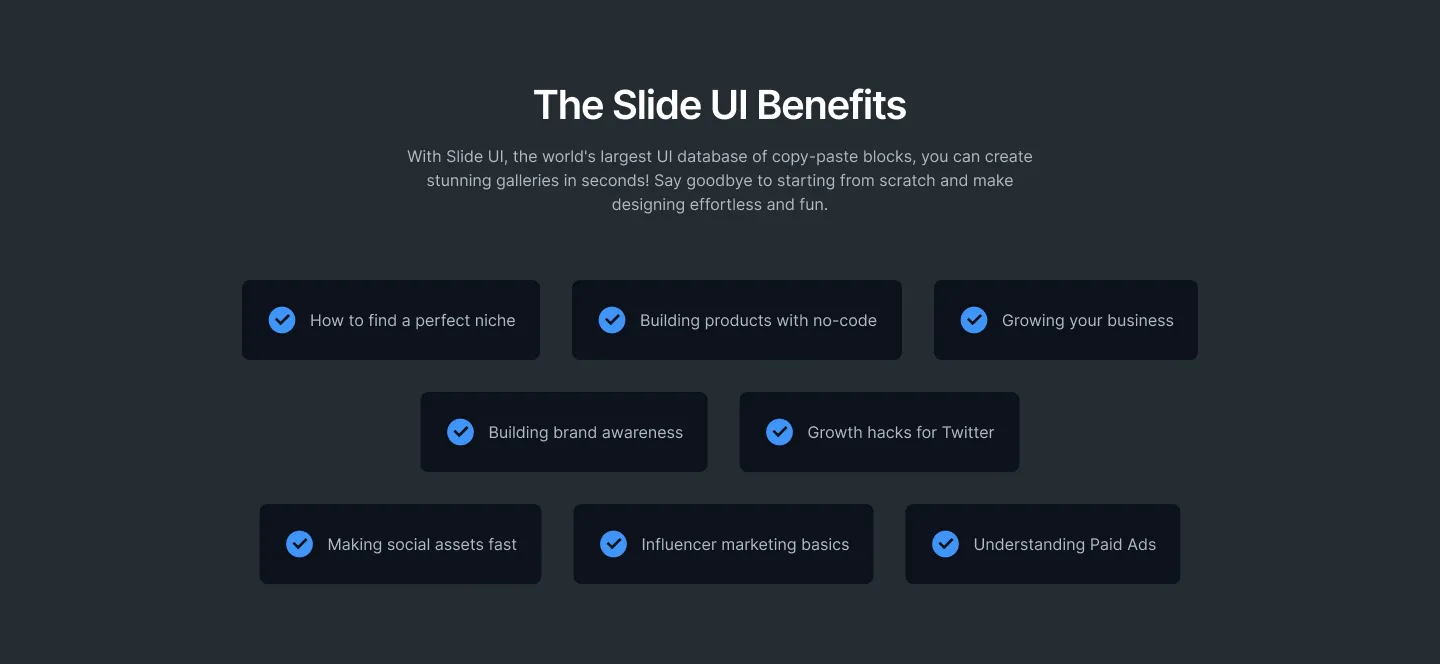 The Slide UI Benefits
With Slide UI, the world's largest UI database of copy-paste blocks, you can create
stunning galleries in seconds! Say goodbye to starting from scratch and make
designing effortless and fun.
How to find a perfect niche
Building products with no-code
Growing your business
Building brand awareness
Growth hacks for Twitter
Making social assets fast
Influencer marketing basics
Understanding Paid Ads